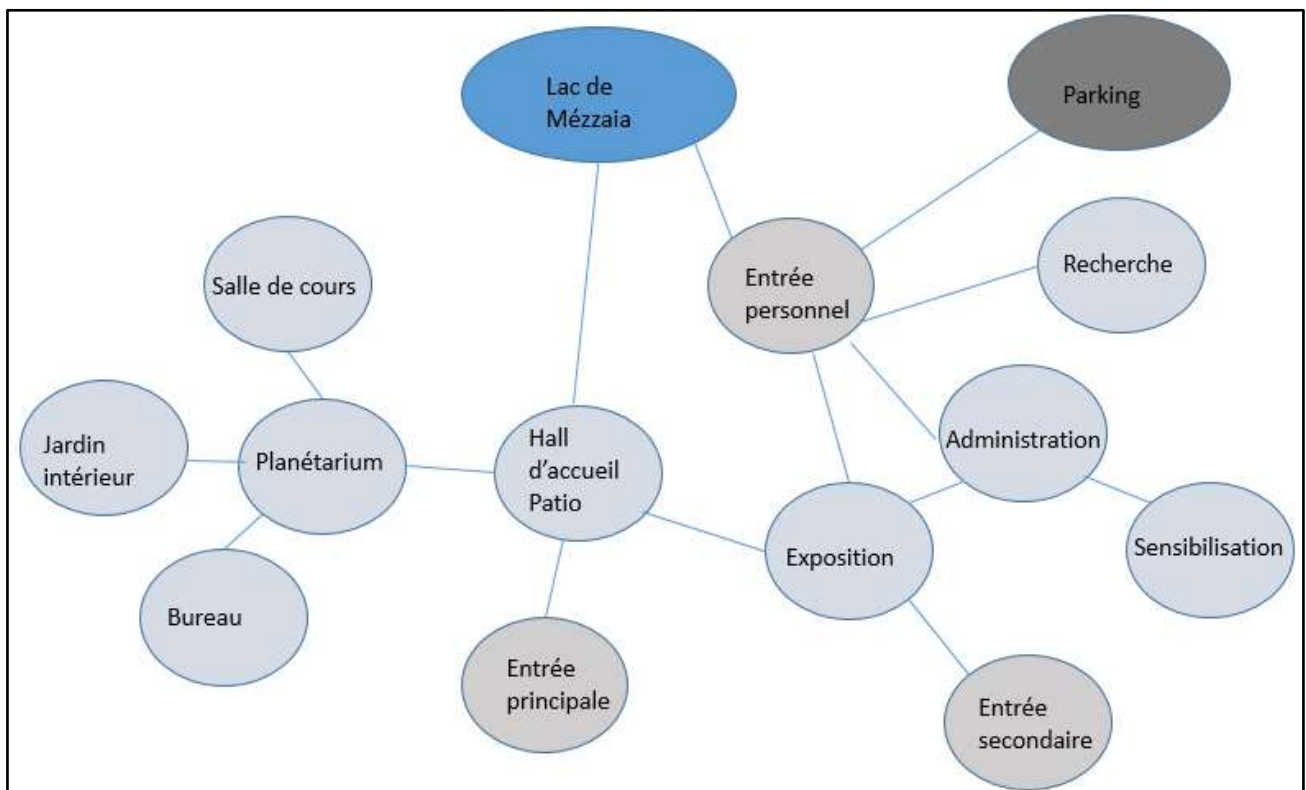 Lac de
Mézzaia
Parking
Salle de cours
Entrée
personnel
Recherche
Jardin
intérieur
Planétarium
Hall
d'accueil
Patio
Administration
Exposition
Sensibilisation
Bureau
Entrée
principale
Entrée
secondaire